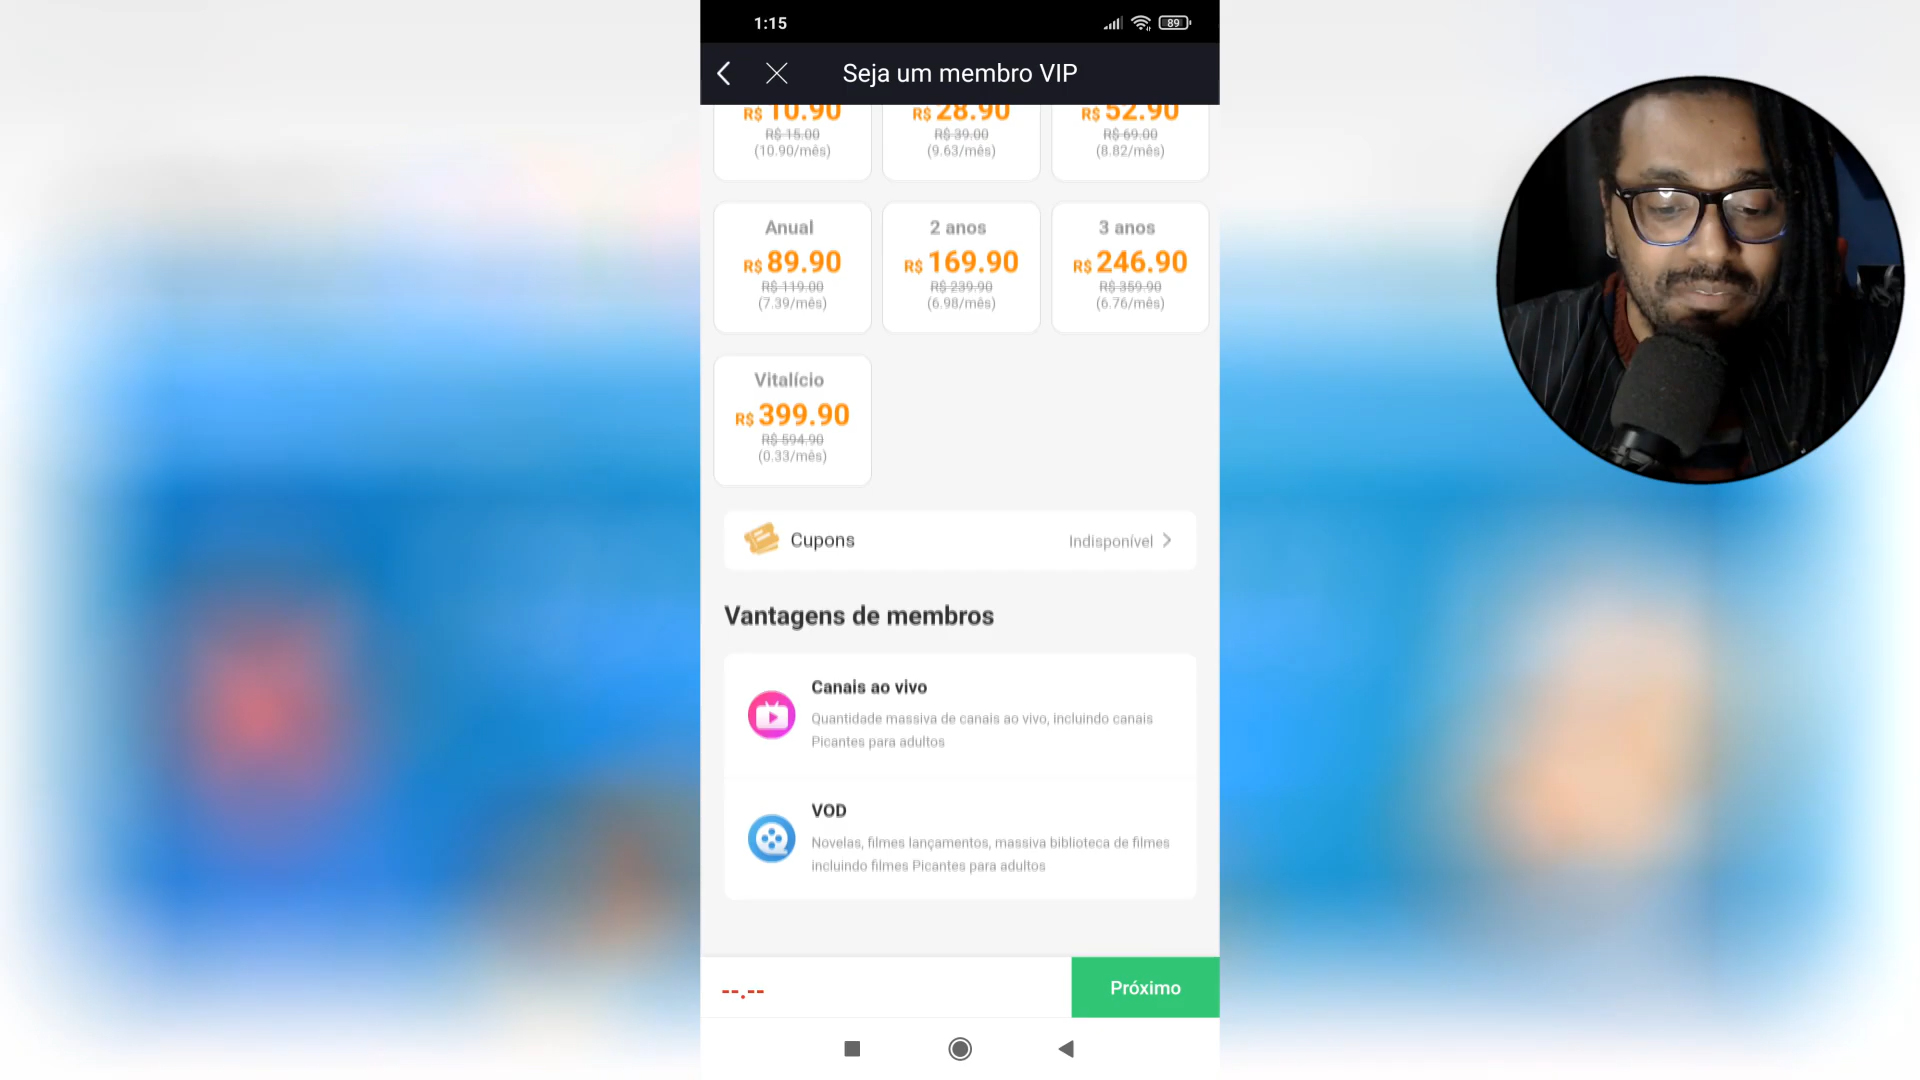 1:15
89
Seja um membro VIP
R$ 10.90
R$ 28.90
R$ 52.90
R$ 15.00
R$ 39.00
R$ 69.00
(10.90/mês)
(9.63/mês)
(8.82/mês)
Anual
2 anos
3 anos
R$ 89.90
R$ 169.90
R$ 246.90
R$ 119.00
R$ 239.90
R$ 359.90
(7.39/mês)
(6.98/mês)
(6.76/mês)
Vitalício
R$ 399.90
R$ 594.90
(0.33/mês)
Cupons
Indisponível
Vantagens de membros
Canais ao vivo
Quantidade massiva de canais ao vivo, incluindo canais
Picantes para adultos
VOD
Novelas, filmes lançamentos, massiva biblioteca de filmes
incluindo filmes Picantes para adultos
--.--
Próximo